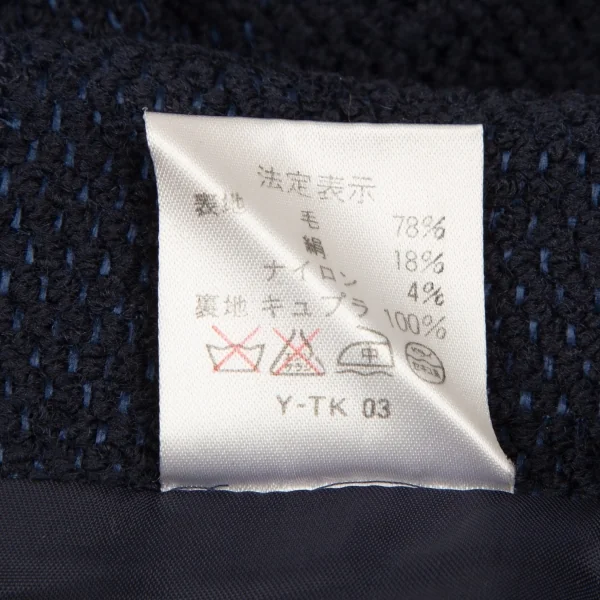 法定表示
表地 毛 78%
絹 18%
ナイロン 4%
裏地 キュプラ 100%
中
Y-TK 03